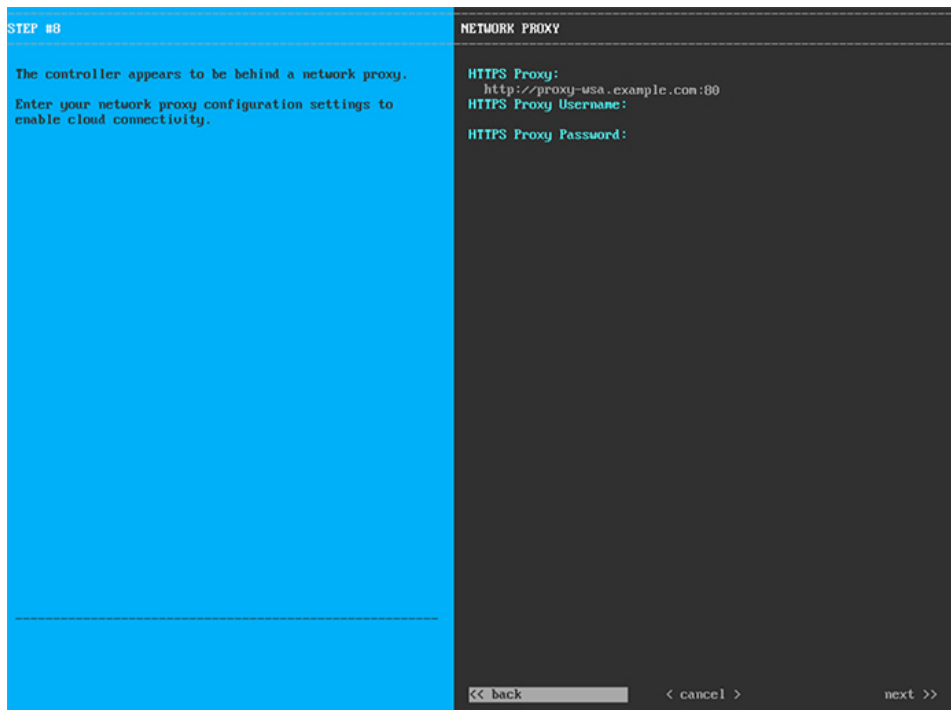 STEP #8
The controller appears to be behind a network proxy.
Enter your network proxy configuration settings to
enable cloud connectivity.
NETWORK PROXY
HTTPS Proxy:
http://proxy-wsa.example.com:80
HTTPS Proxy Username:
HTTPS Proxy Password:
<< back < cancel > next >>